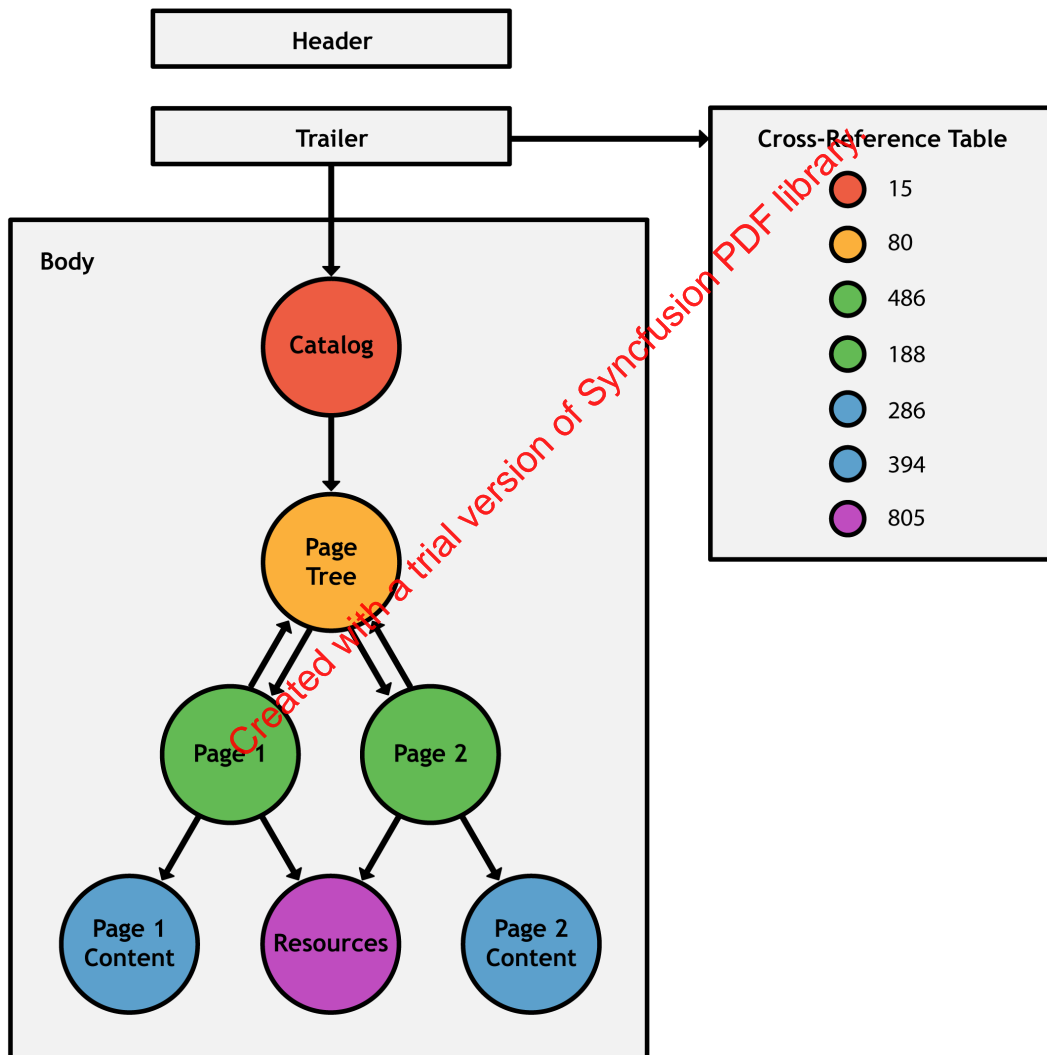 Header
Trailer
Cross-Reference Table
15
80
486
188
286
394
805
Body
Catalog
Page
Tree
Page 1
Page 2
Page 1
Content
Resources
Page 2
Content
Created with a trial version of Syncfusion PDF library.